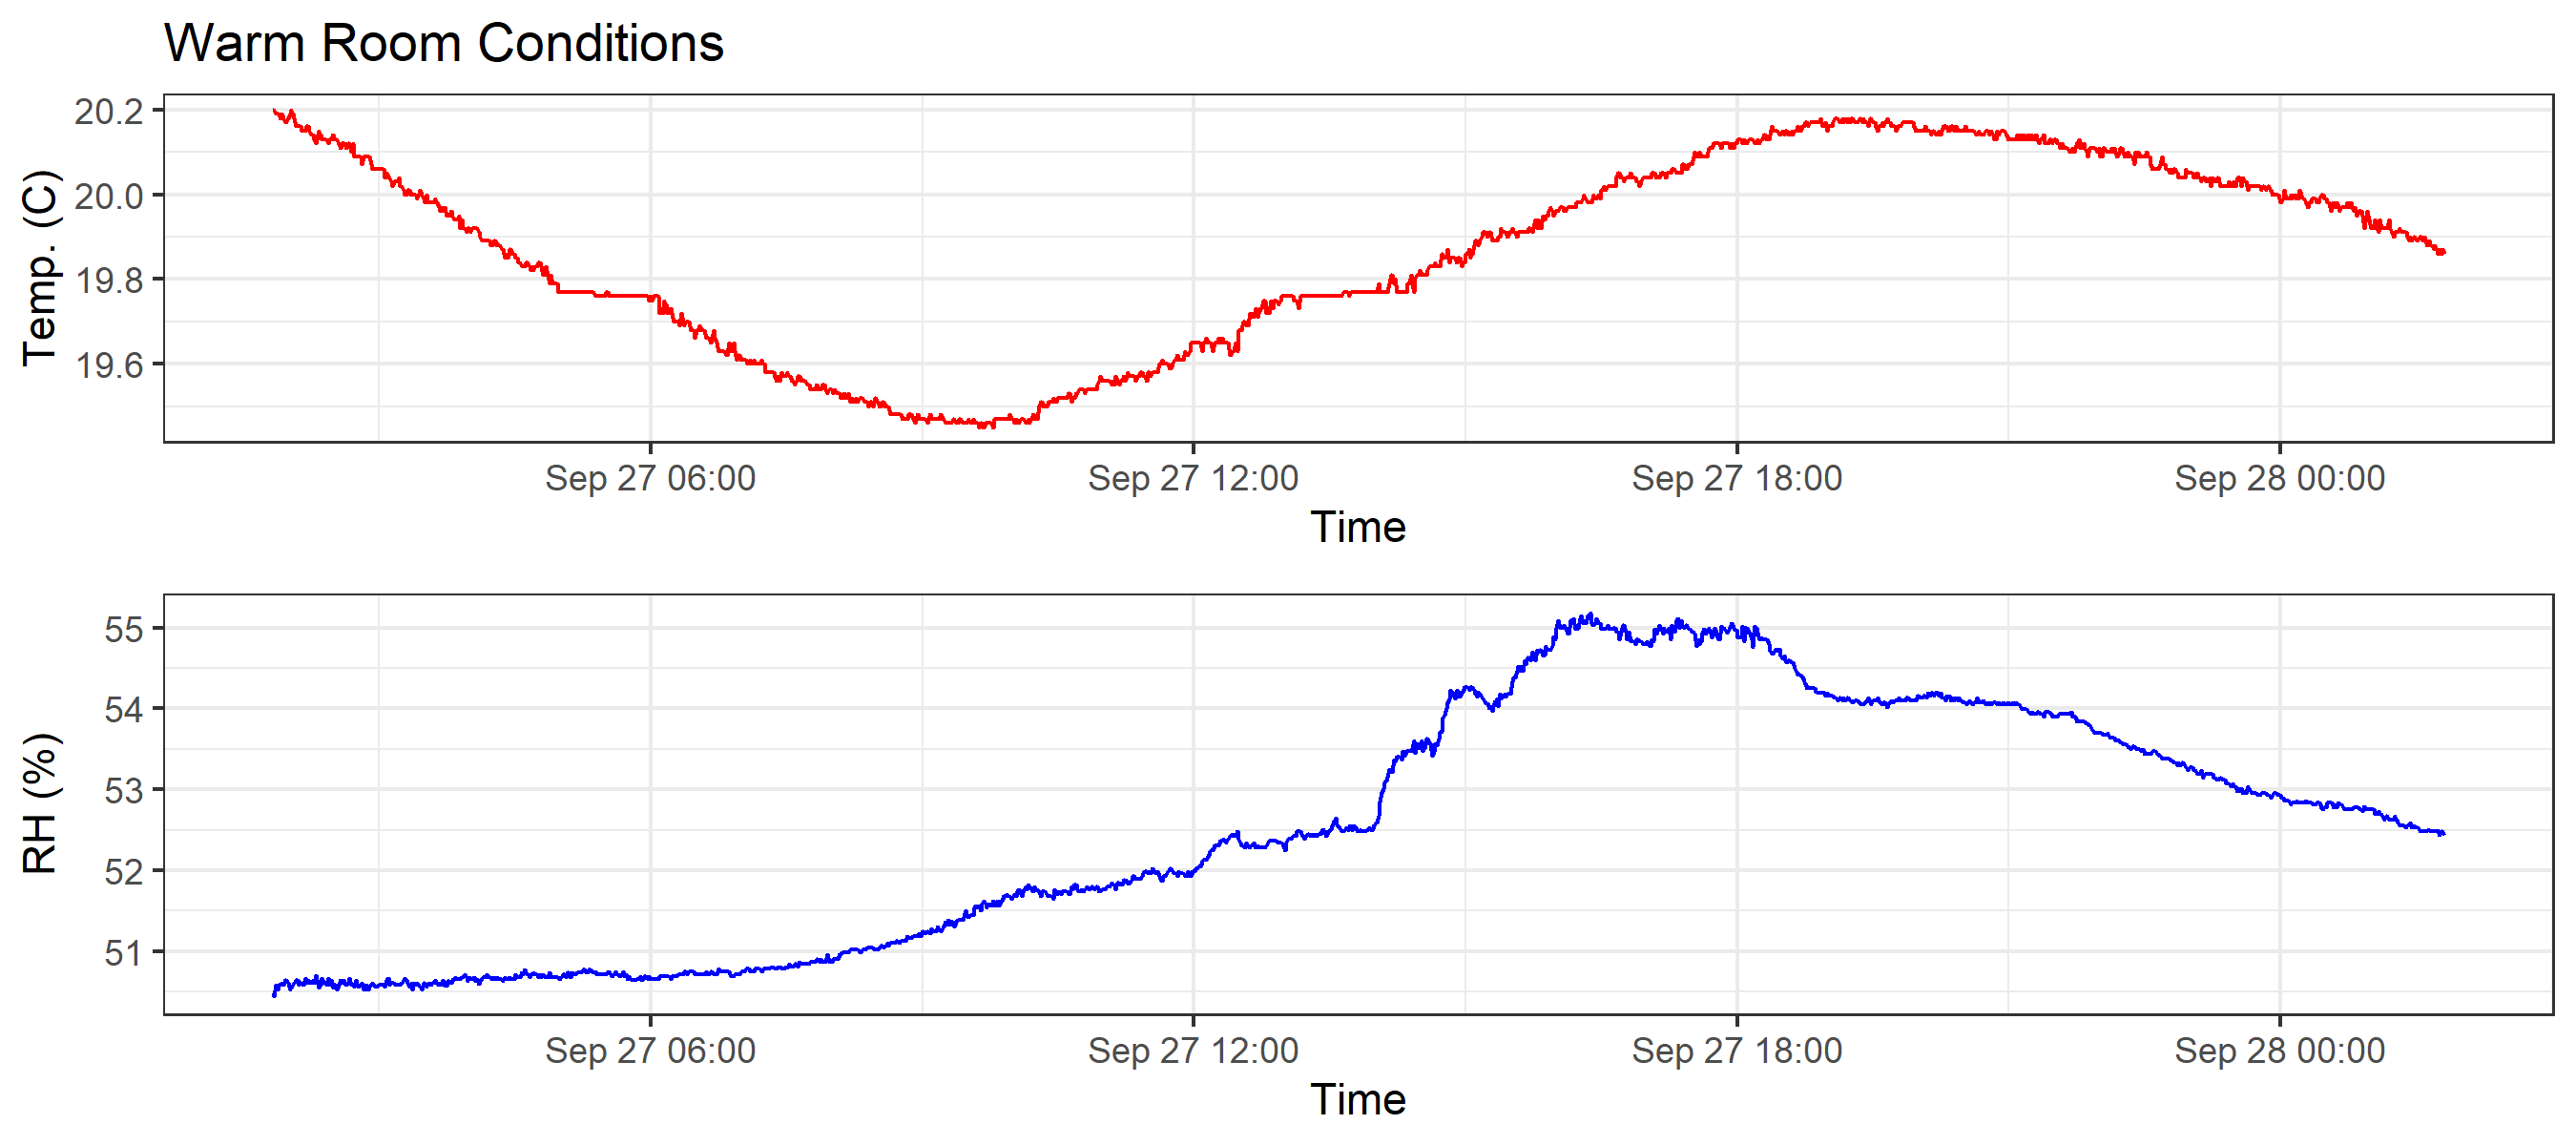 Warm Room Conditions
20.2
20.0
19.8
19.6
Temp. (C)
Sep 27 06:00 Sep 27 12:00 Sep 27 18:00 Sep 28 00:00
Time
55
54
53
52
51
RH (%)
Sep 27 06:00 Sep 27 12:00 Sep 27 18:00 Sep 28 00:00
Time